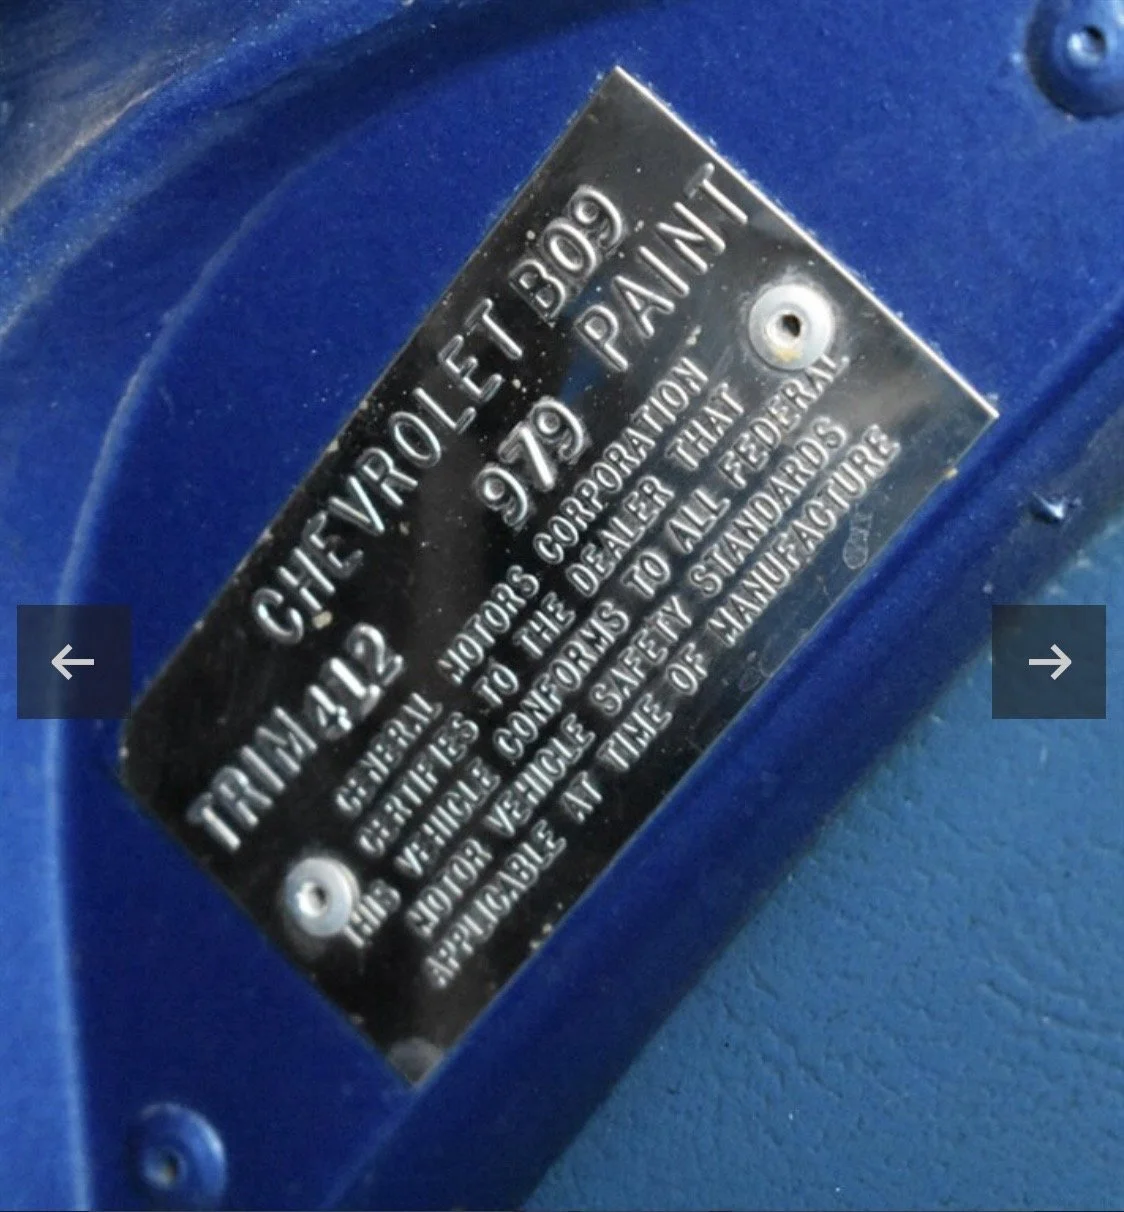 CHEVROLET B09
TRIM 412 979 PAINT
GENERAL MOTORS CORPORATION
CERTIFIES TO THE DEALER THAT
THIS VEHICLE CONFORMS TO ALL FEDERAL
MOTOR VEHICLE SAFETY STANDARDS
APPLICABLE AT TIME OF MANUFACTURE